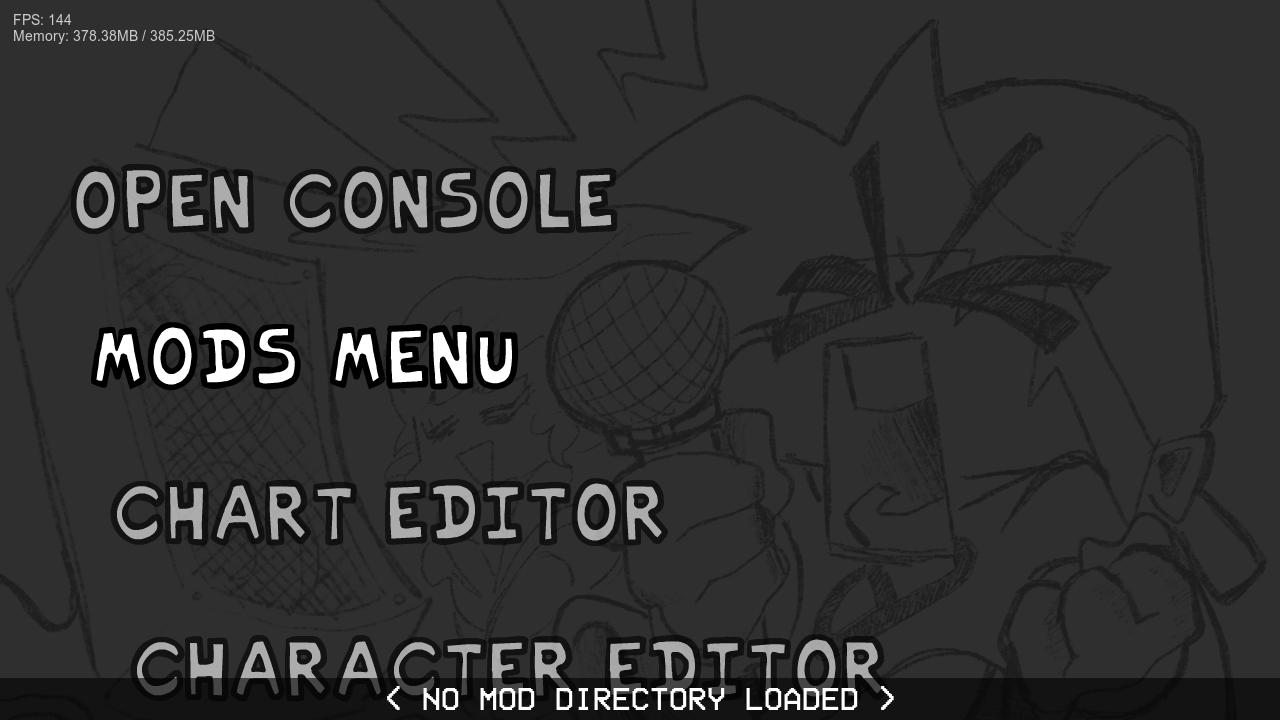 FPS: 144
Memory: 378.38MB / 385.25MB
OPEN CONSOLE
MODS MENU
CHART EDITOR
CHARACTER EDITOR
< NO MOD DIRECTORY LOADED >